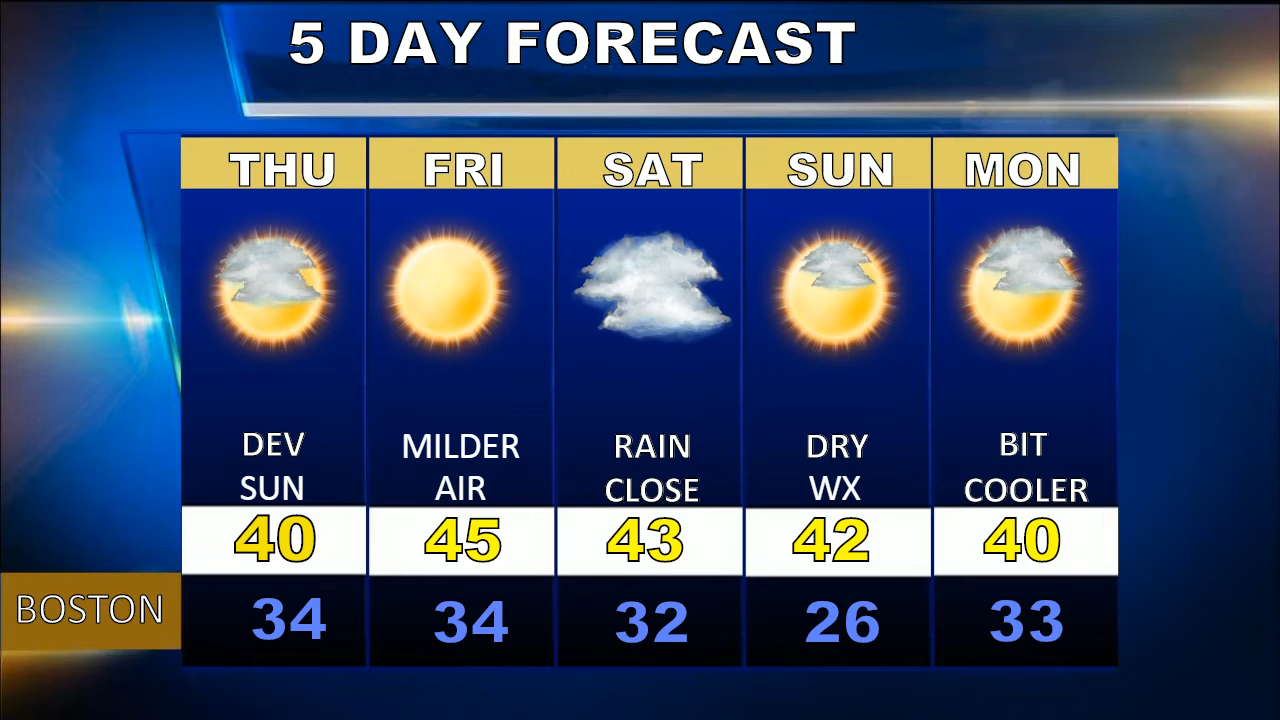 5 DAY FORECAST
THU FRI SAT SUN MON
DEV MILDER RAIN DRY BIT
SUN AIR CLOSE WX COOLER
40 45 43 42 40
BOSTON 34 34 32 26 33